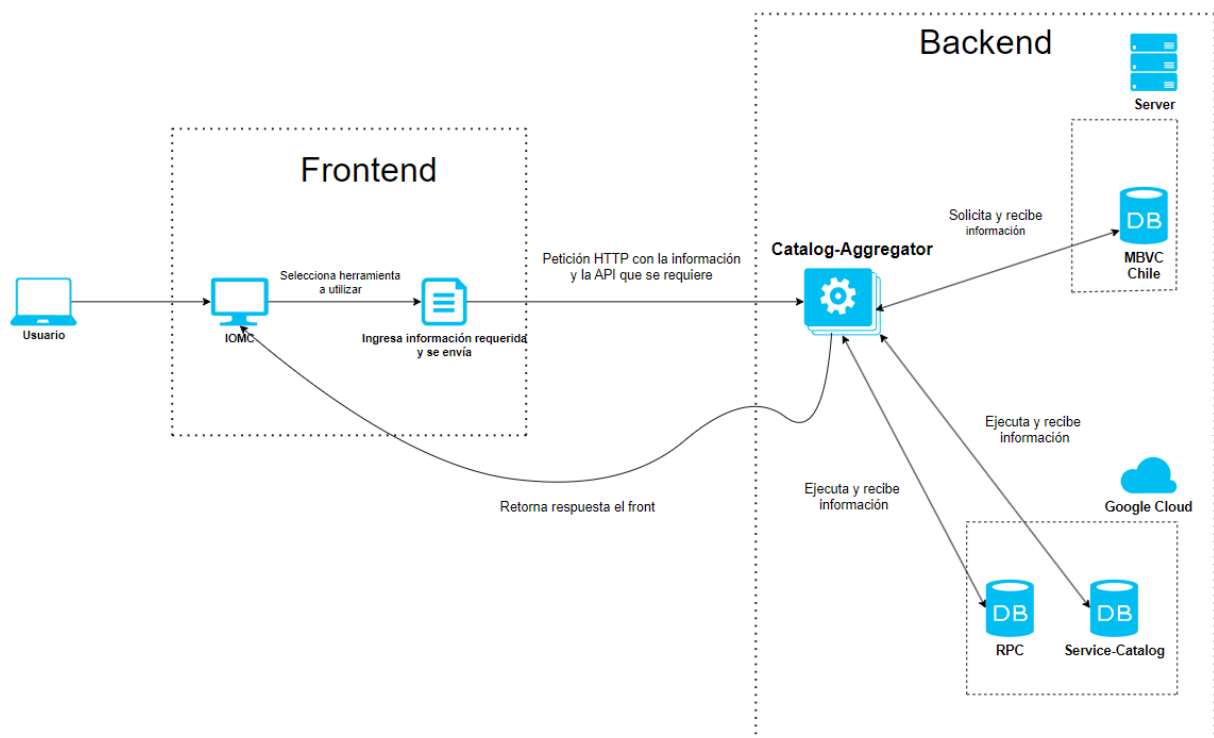 Backend
Server
Frontend
DB
MBVC
Chile
Solicita y recibe
información
Catalog-Aggregator
Petición HTTP con la información
y la API que se requiere
Selecciona herramienta
a utilizar
Usuario
IOMC
Ingresa información requerida
y se envía
Ejecuta y recibe
información
Ejecuta y recibe
información
Retorna respuesta el front
Google Cloud
DB
RPC
DB
Service-Catalog